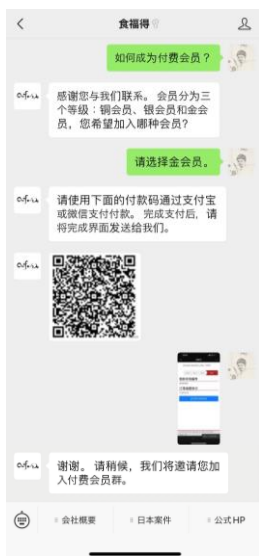 食福得
如何成为付费会员？
感谢您与我们联系。会员分为三
个等级：铜会员、银会员和金会
员，您希望加入哪种会员？
请选择金会员。
请使用下面的付款码通过支付宝
或微信支付付款。完成支付后，请
将完成界面发送给我们。
谢谢。请稍候，我们将邀请您加
入付费会员群。
会社概要
日本案件
公式HP